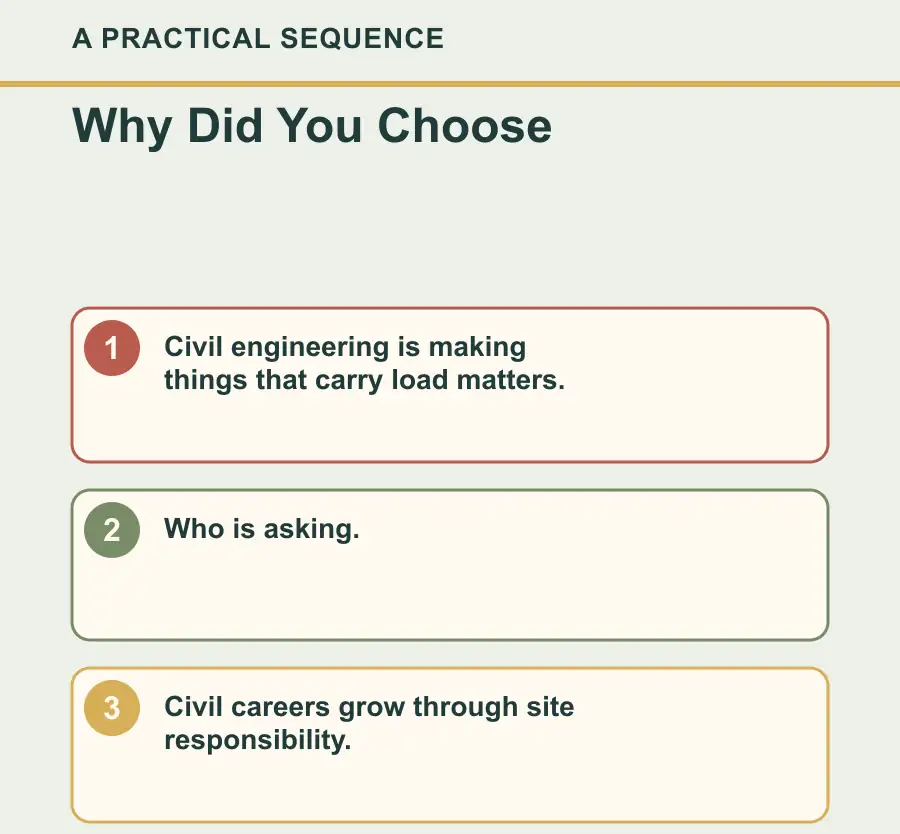 A PRACTICAL SEQUENCE
Why Did You Choose
1
Civil engineering is making
things that carry load matters.
2
Who is asking.
3
Civil careers grow through site
responsibility.